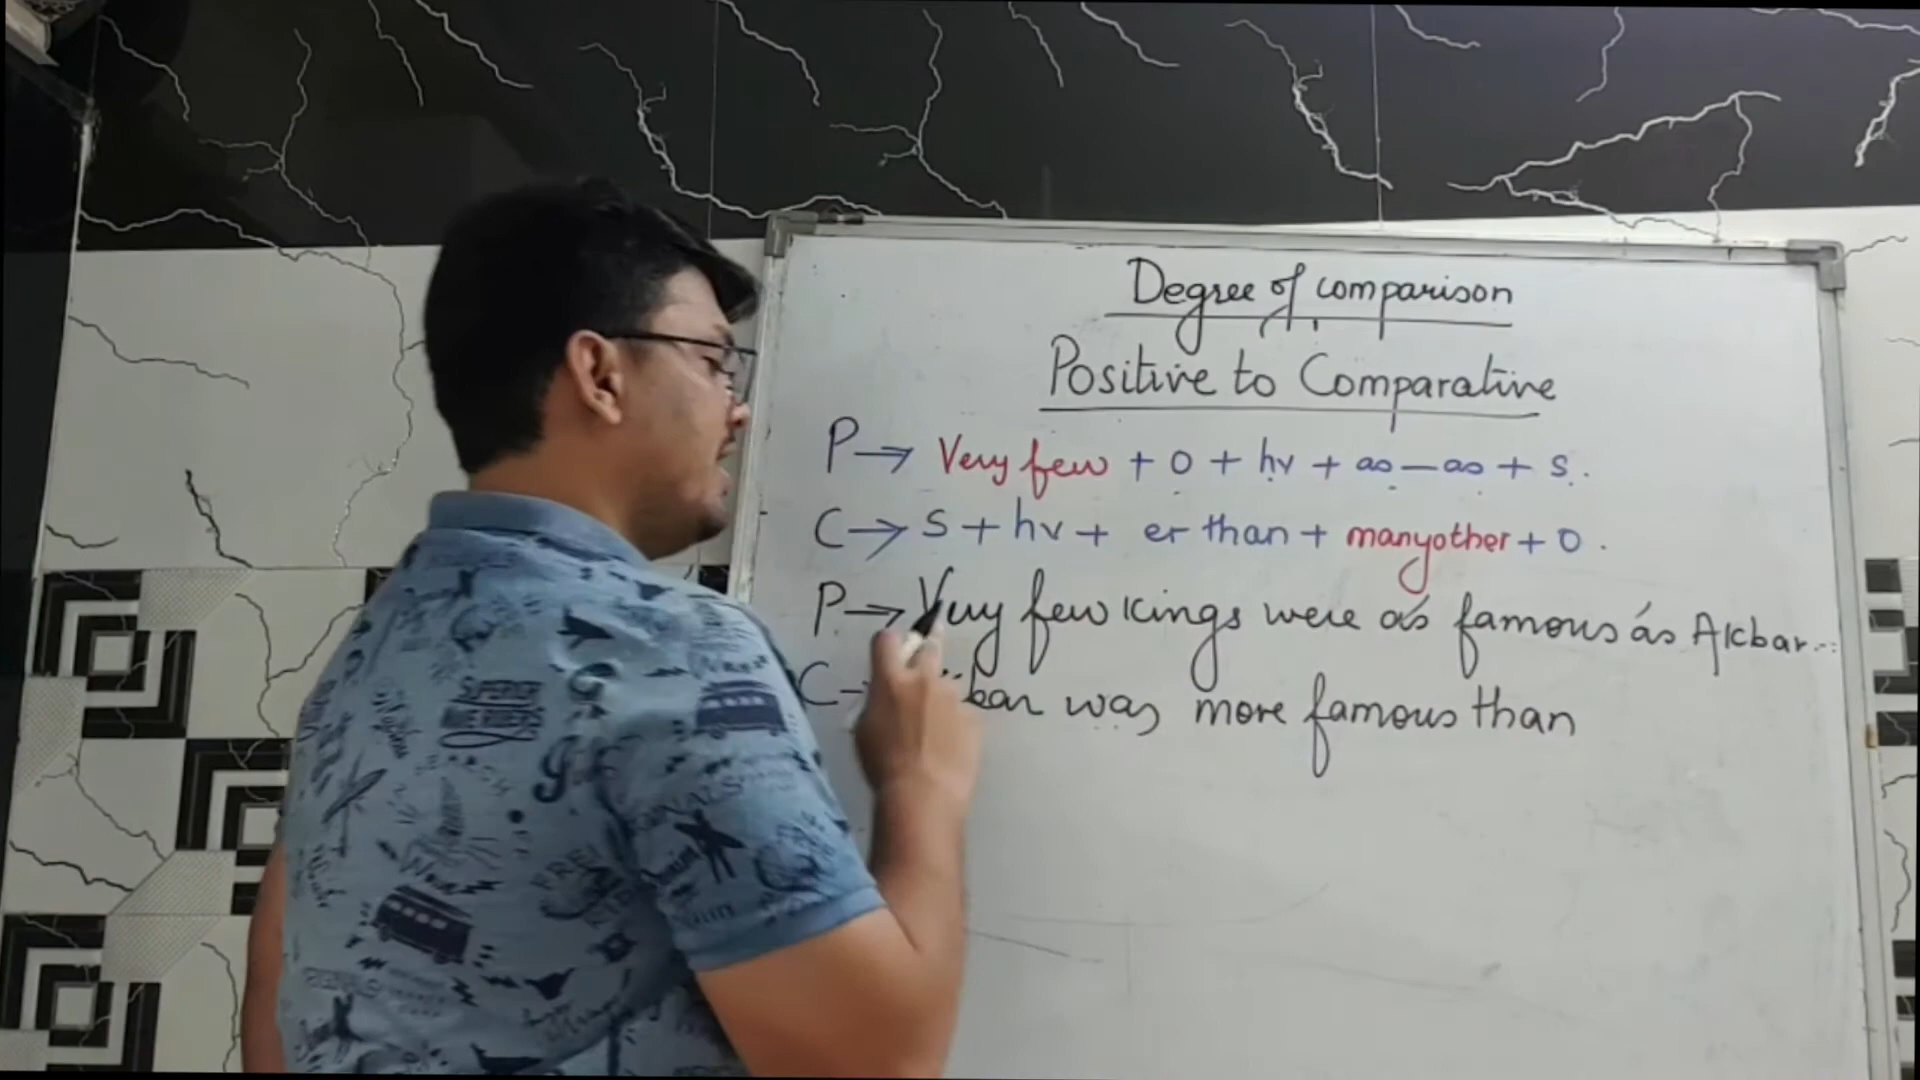 Degree of comparison
Positive to Comparative
P→ Very few + O + hv + as — as + S.
C→ S + hv + er than + many other + O.
P→ Very few kings were as famous as Akbar...
C→ was more famous than
SUPERIOR